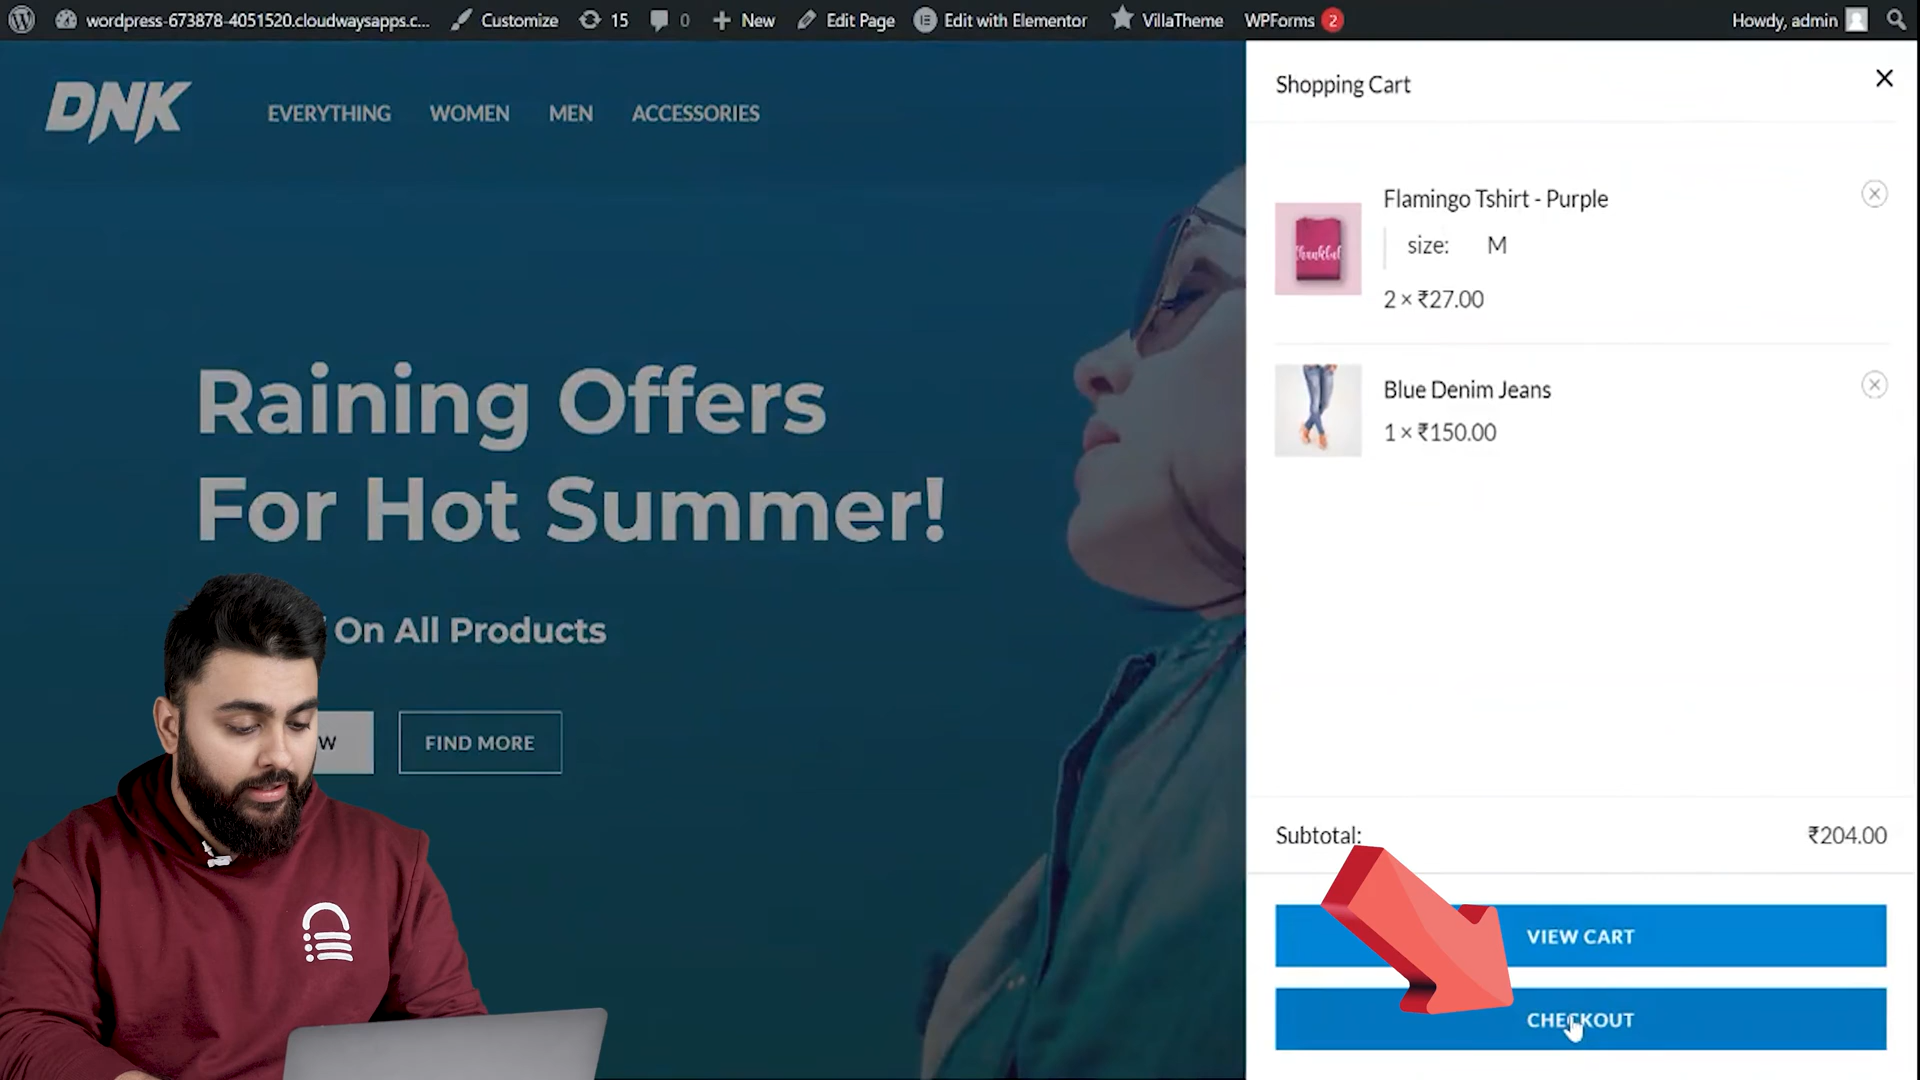 wordpress-673878-4051520.cloudwaysapps.c... Customize 15 0 New Edit Page Edit with Elementor VillaTheme WPForms 2 Howdy, admin
DNK EVERYTHING WOMEN MEN ACCESSORIES
Raining Offers
For Hot Summer!
On All Products
W FIND MORE
Shopping Cart
Flamingo Tshirt - Purple
thankful
size: M
2 × ₹27.00
Blue Denim Jeans
1 × ₹150.00
Subtotal: ₹204.00
VIEW CART
CHECKOUT